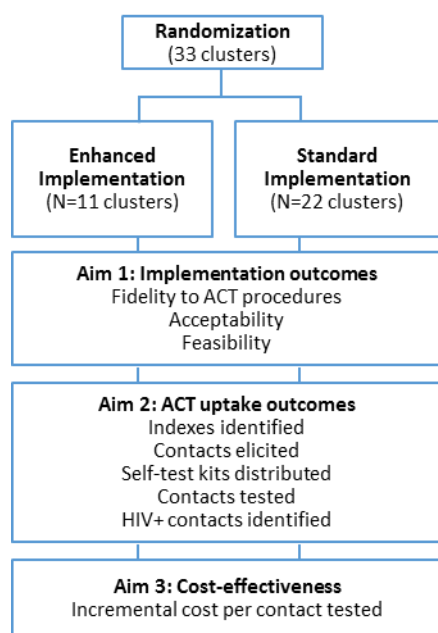 Randomization
(33 clusters)
Enhanced
Implementation
(N=11 clusters)
Standard
Implementation
(N=22 clusters)
Aim 1: Implementation outcomes
Fidelity to ACT procedures
Acceptability
Feasibility
Aim 2: ACT uptake outcomes
Indexes identified
Contacts elicited
Self-test kits distributed
Contacts tested
HIV+ contacts identified
Aim 3: Cost-effectiveness
Incremental cost per contact tested